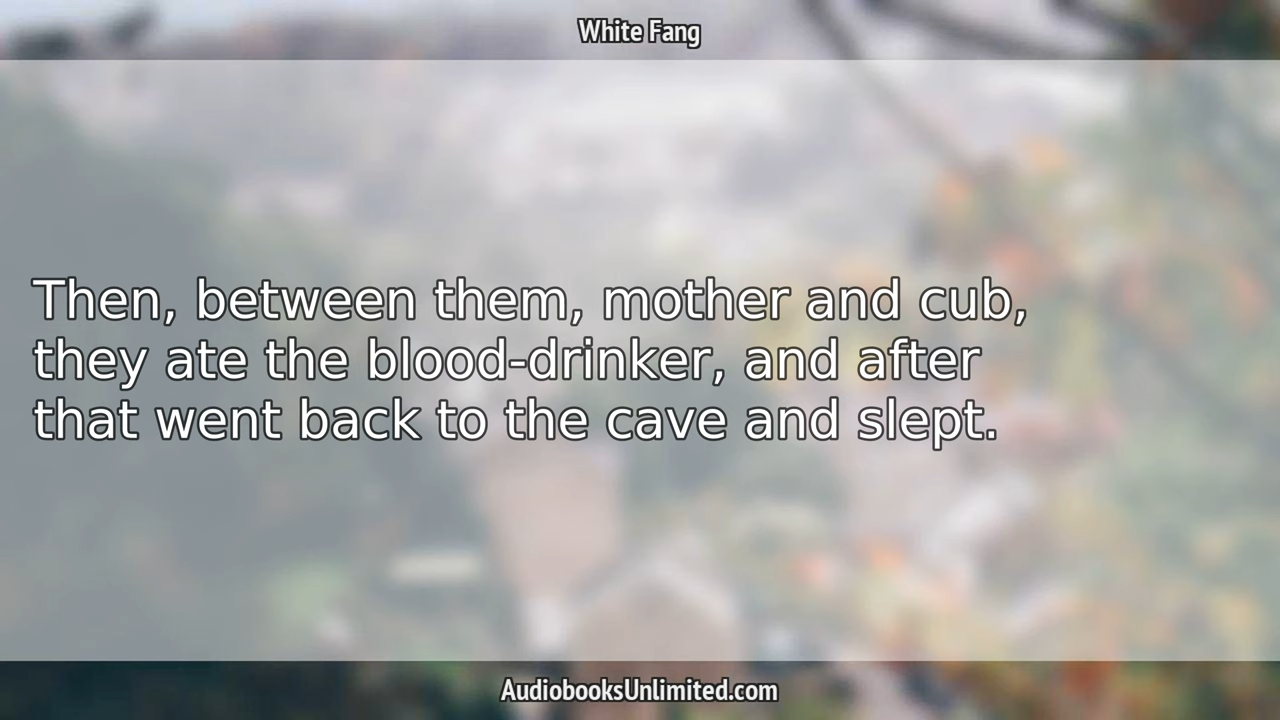 White Fang
Then, between them, mother and cub,
they ate the blood-drinker, and after
that went back to the cave and slept.
AudiobooksUnlimited.com